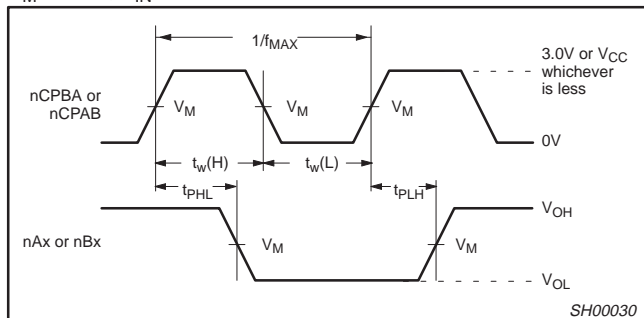 M IN
1/fMAX
3.0V or VCC
whichever
is less
nCPBA or
nCPAB
VM
VM
VM
0V
tw(H)
tw(L)
tPHL
tPLH
VOH
nAx or nBx
VM
VM
VOL
SH00030